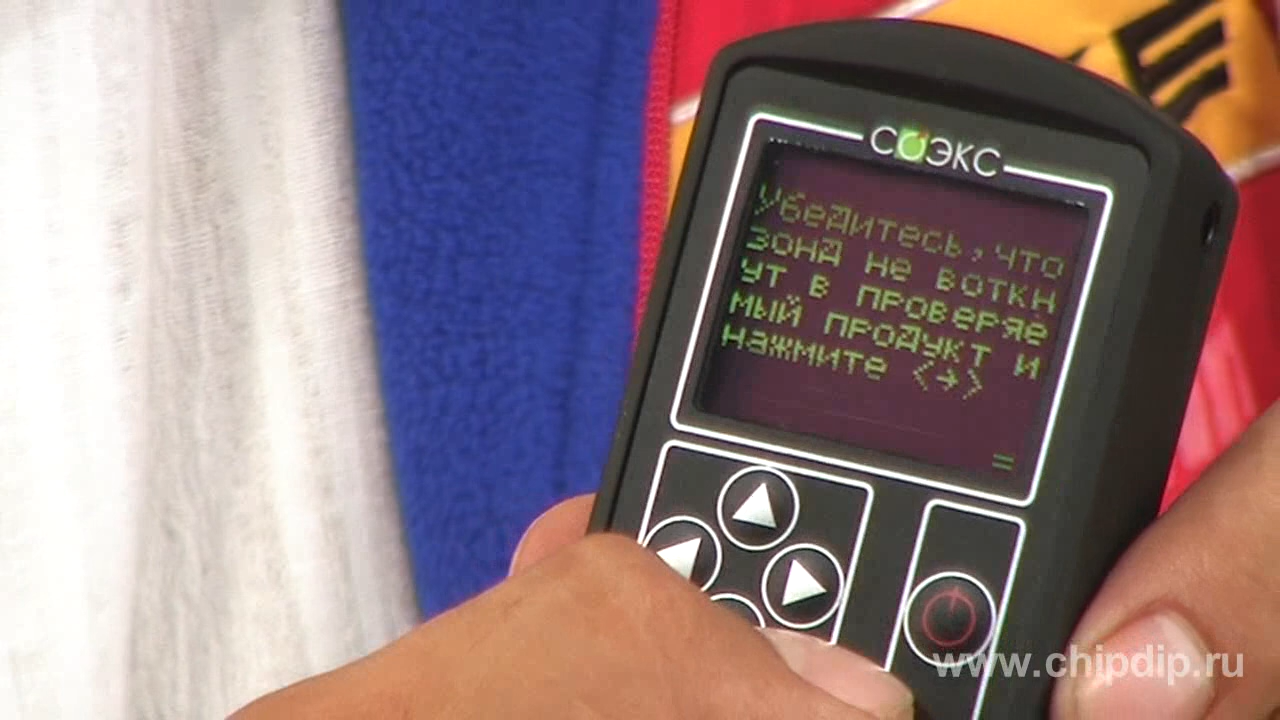 СОЭКС
Убедитесь, что
зонд не воткн
ут в проверяе
мый продукт и
нажмите <→>
www.chipdip.ru